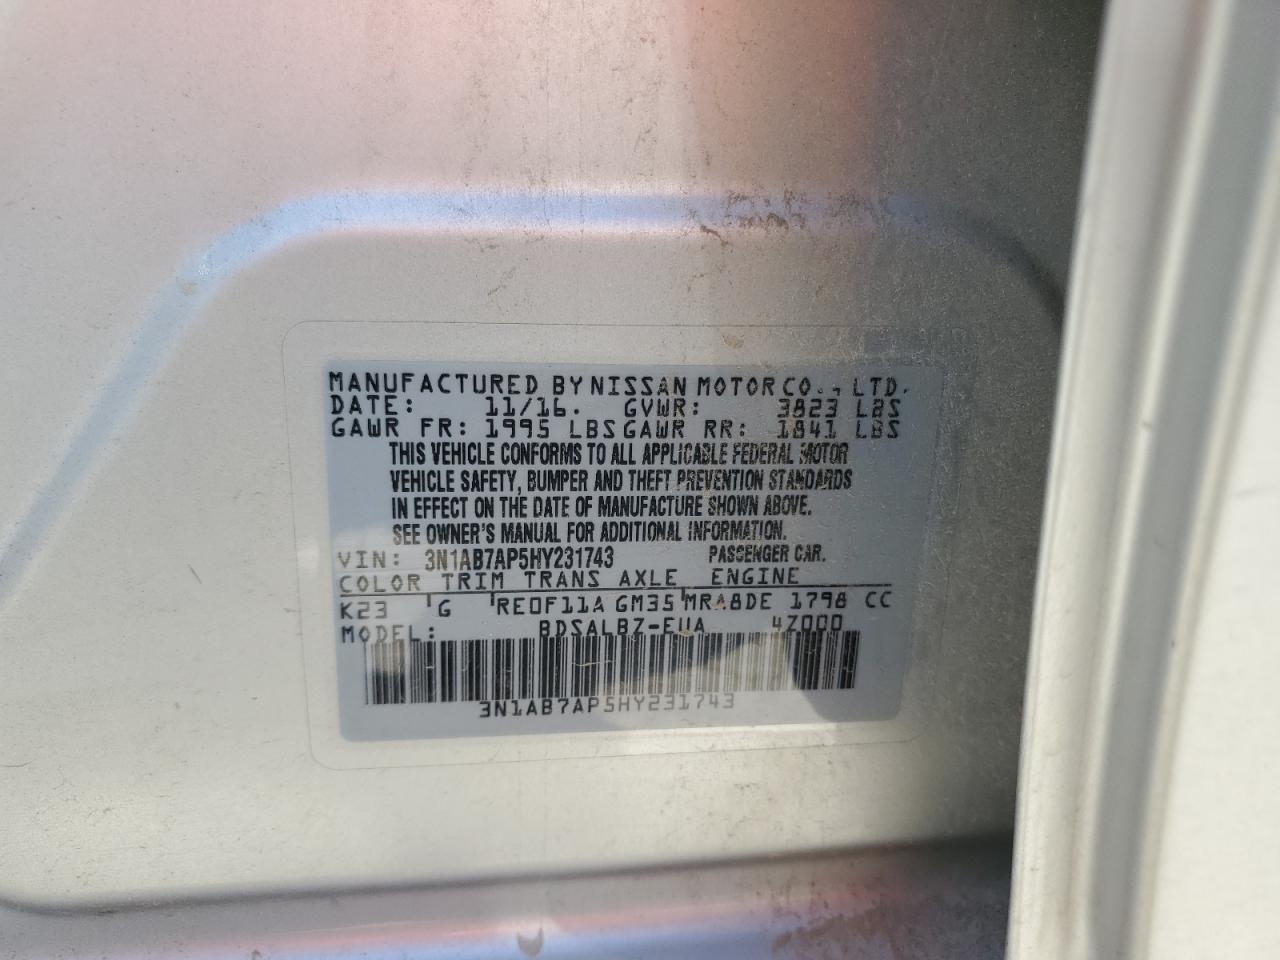 MANUFACTURED BY NISSAN MOTOR CO., LTD.
DATE: 11/16. GVWR: 3823 LBS
GAWR FR: 1995 LBS GAWR RR: 1841 LBS
THIS VEHICLE CONFORMS TO ALL APPLICABLE FEDERAL MOTOR
VEHICLE SAFETY, BUMPER AND THEFT PREVENTION STANDARDS
IN EFFECT ON THE DATE OF MANUFACTURE SHOWN ABOVE.
SEE OWNER'S MANUAL FOR ADDITIONAL INFORMATION.
VIN: 3N1AB7AP5HY231743 PASSENGER CAR.
COLOR TRIM TRANS AXLE ENGINE
K23 G RE0F11A GM35 MRA8DE 1798 CC
MODEL: BDSALBZ-EUA 4Z000
3N1AB7AP5HY231743